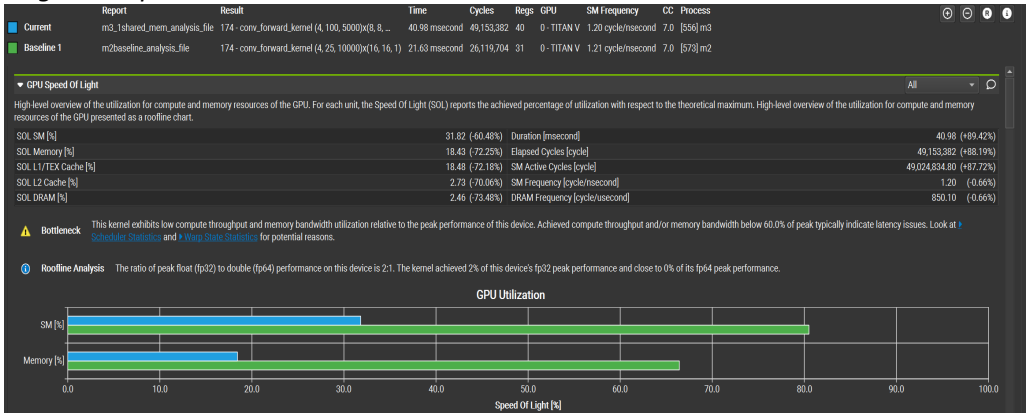 Report Result Time Cycles Regs GPU SM Frequency CC Process
Current m3_1shared_mem_analysis_file 174 - conv_forward_kernel (4, 100, 5000)x(8, 8, ... 40.98 msecond 49,153,382 40 0 - TITAN V 1.20 cycle/nsecond 7.0 [556] m3
Baseline 1 m2baseline_analysis_file 174 - conv_forward_kernel (4, 25, 10000)x(16, 16, 1) 21.63 msecond 26,119,704 31 0 - TITAN V 1.21 cycle/nsecond 7.0 [573] m2
GPU Speed Of Light All
High-level overview of the utilization for compute and memory resources of the GPU. For each unit, the Speed Of Light (SOL) reports the achieved percentage of utilization with respect to the theoretical maximum. High-level overview of the utilization for compute and memory
resources of the GPU presented as a roofline chart.
SOL SM [%] 31.82 (-60.48%) Duration [msecond] 40.98 (+89.42%)
SOL Memory [%] 18.43 (-72.25%) Elapsed Cycles [cycle] 49,153,382 (+88.19%)
SOL L1/TEX Cache [%] 18.48 (-72.18%) SM Active Cycles [cycle] 49,024,834.80 (+87.72%)
SOL L2 Cache [%] 2.73 (-70.06%) SM Frequency [cycle/nsecond] 1.20 (-0.66%)
SOL DRAM [%] 2.46 (-73.48%) DRAM Frequency [cycle/usecond] 850.10 (-0.66%)
Bottleneck This kernel exhibits low compute throughput and memory bandwidth utilization relative to the peak performance of this device. Achieved compute throughput and/or memory bandwidth below 60.0% of peak typically indicate latency issues. Look at
Scheduler Statistics and Warp State Statistics for potential reasons.
Roofline Analysis The ratio of peak float (fp32) to double (fp64) performance on this device is 2:1. The kernel achieved 2% of this device's fp32 peak performance and close to 0% of its fp64 peak performance.
GPU Utilization
SM [%]
Memory [%]
0.0 10.0 20.0 30.0 40.0 50.0 60.0 70.0 80.0 90.0 100.0
Speed Of Light [%]